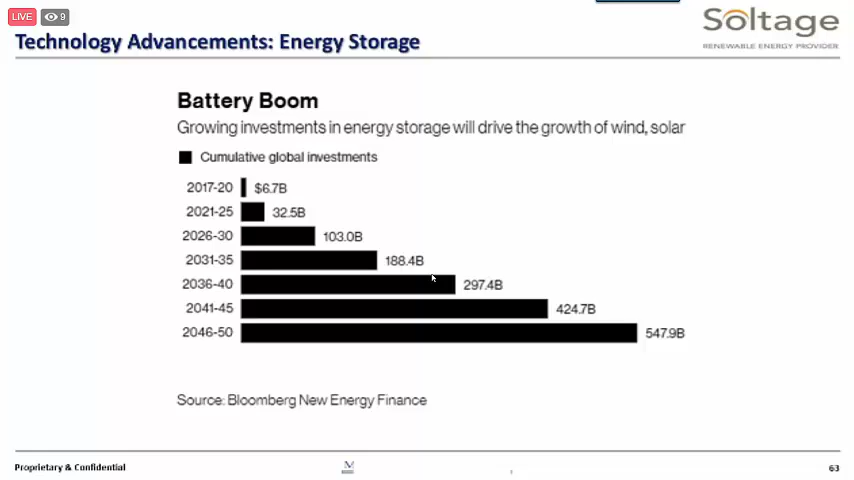 LIVE 9
Soltage
RENEWABLE ENERGY PROVIDER
Technology Advancements: Energy Storage
Battery Boom
Growing investments in energy storage will drive the growth of wind, solar
Cumulative global investments
2017-20 $6.7B
2021-25 32.5B
2026-30 103.0B
2031-35 188.4B
2036-40 297.4B
2041-45 424.7B
2046-50 547.9B
Source: Bloomberg New Energy Finance
Proprietary & Confidential
M
63